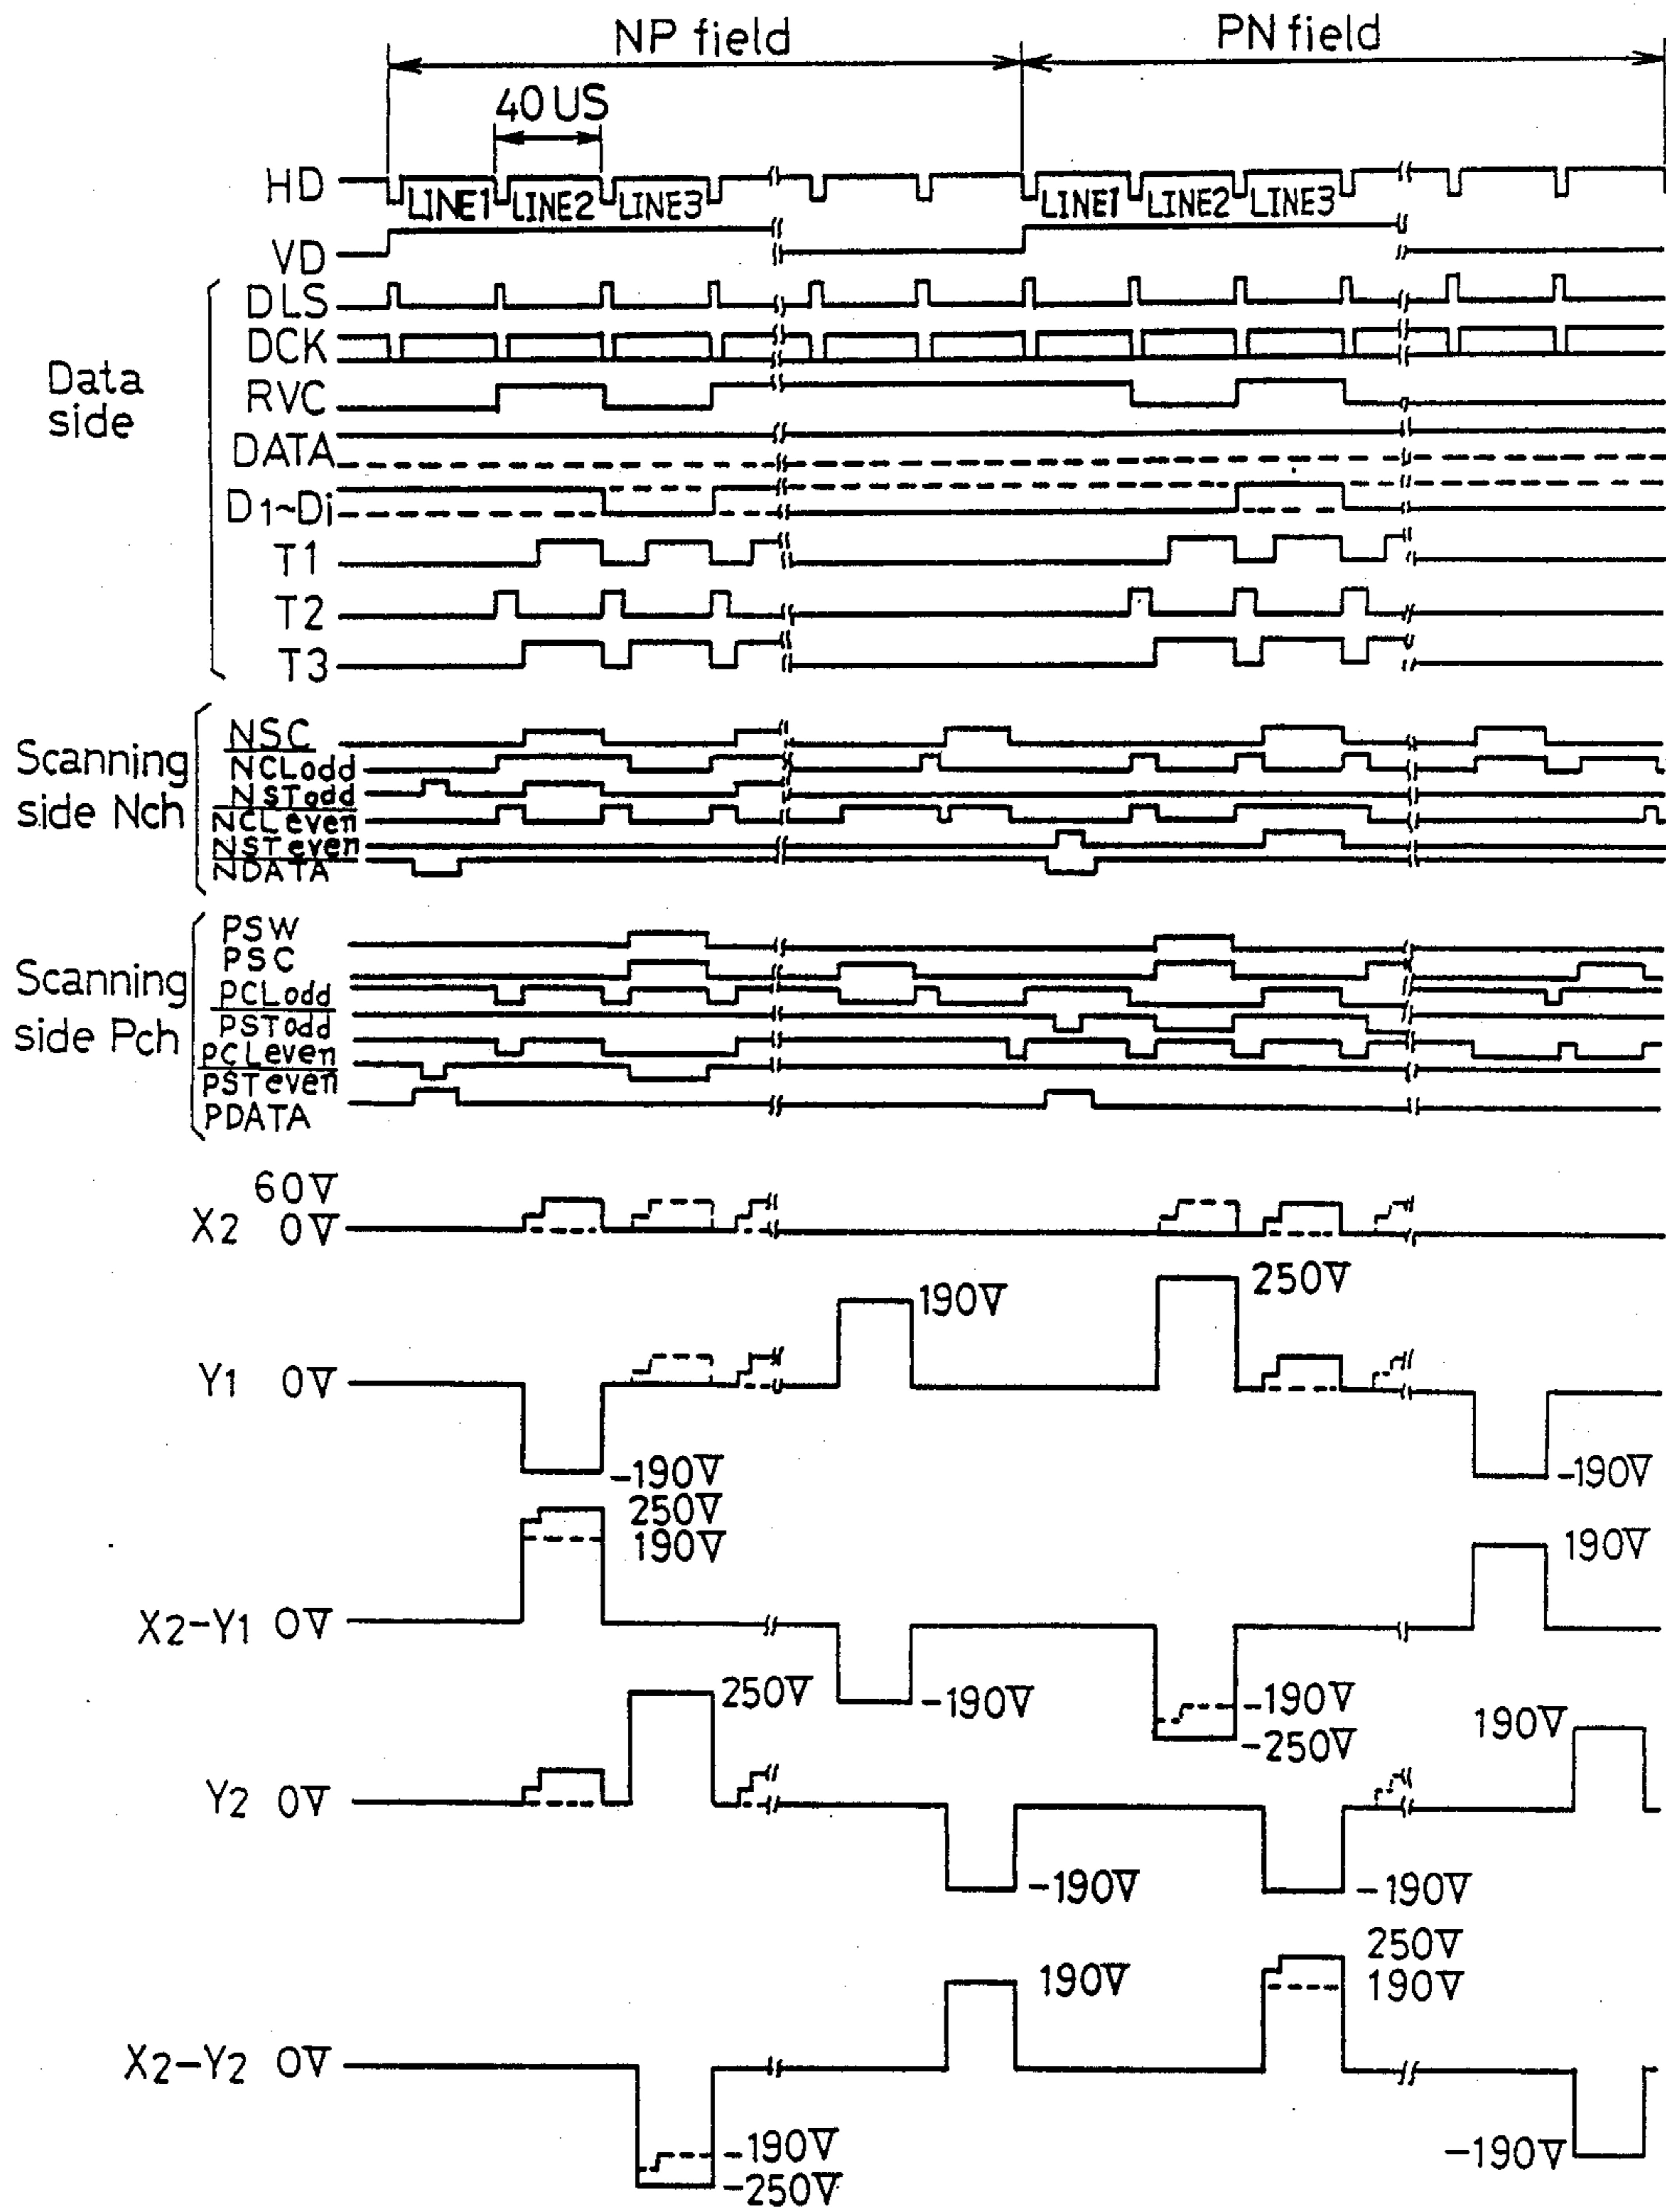 NP field PN field
40 US
HD LINE1 LINE2 LINE3 LINE1 LINE2 LINE3
VD
Data side
DLS
DCK
RVC
DATA
D1~Di
T1
T2
T3
Scanning side Nch
NSC
NCLodd
NSTodd
NCLeven
NSTeven
NDATA
Scanning side Pch
PSW
PSC
PCLodd
PSTodd
PCLeven
PSTeven
PDATA
60V
X2 0V
190V 250V
Y1 0V
-190V -190V
250V
190V 190V
X2-Y1 0V
250V -190V -190V
-250V 190V
Y2 0V
-190V -190V
250V
190V 190V
X2-Y2 0V
-190V -190V
-250V